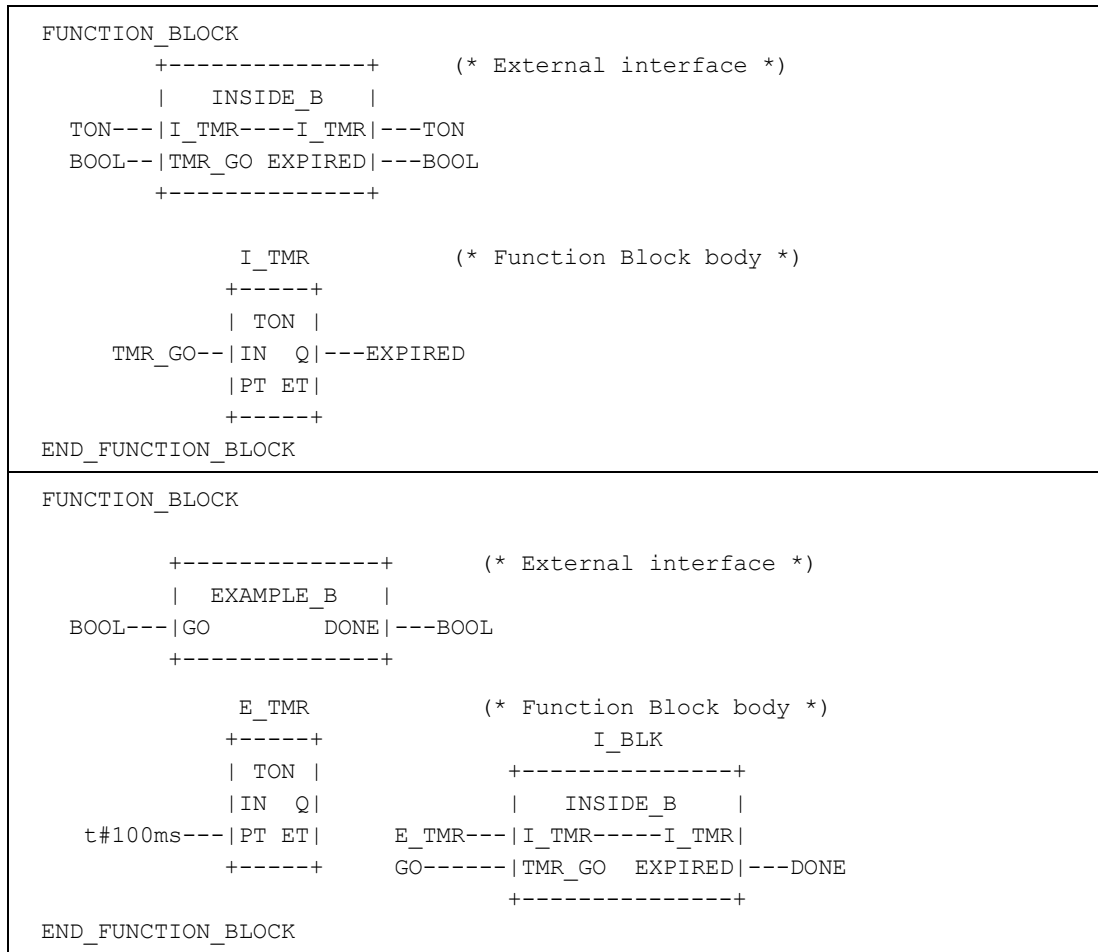 FUNCTION_BLOCK
        +--------------+     (* External interface *)
        |   INSIDE_B   |
  TON---|I_TMR----I_TMR|---TON
  BOOL--|TMR_GO EXPIRED|---BOOL
        +--------------+
              I_TMR          (* Function Block body *)
             +-----+
             | TON |
     TMR_GO--|IN  Q|---EXPIRED
             |PT ET|
             +-----+
END_FUNCTION_BLOCK
FUNCTION_BLOCK
         +--------------+      (* External interface *)
         |  EXAMPLE_B   |
  BOOL---|GO        DONE|---BOOL
         +--------------+
              E_TMR            (* Function Block body *)
             +-----+                   I_BLK
             | TON |             +---------------+
             |IN  Q|             |   INSIDE_B    |
   t#100ms---|PT ET|     E_TMR---|I_TMR-----I_TMR|
             +-----+     GO------|TMR_GO  EXPIRED|---DONE
                                 +---------------+
END_FUNCTION_BLOCK